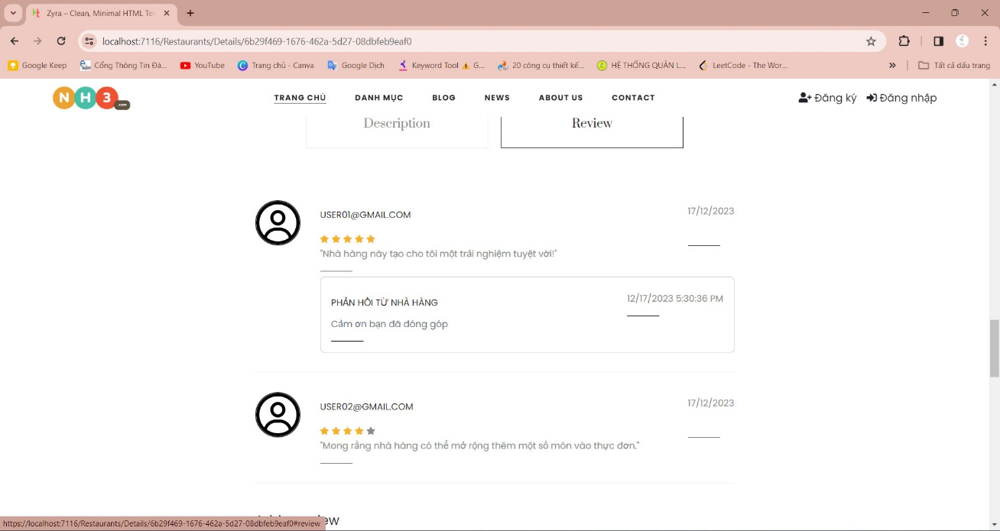 Zyra – Clean, Minimal HTML Te
localhost:7116/Restaurants/Details/6b29f469-1676-462a-5d27-08dbfeb9eaf0
Google Keep Cổng Thông Tin Đà... YouTube Trang chủ - Canva Google Dịch Keyword Tool ⚠ G... 20 công cụ thiết kế... HỆ THỐNG QUẢN L... LeetCode - The Wor... » Tất cả dấu trang
NH3 .com TRANG CHỦ DANH MỤC BLOG NEWS ABOUT US CONTACT Đăng ký Đăng nhập
Description Review
USER01@GMAIL.COM 17/12/2023
"Nhà hàng này tạo cho tôi một trải nghiệm tuyệt vời!"
PHẢN HỒI TỪ NHÀ HÀNG 12/17/2023 5:30:36 PM
Cảm ơn bạn đã đóng góp
USER02@GMAIL.COM 17/12/2023
"Mong rằng nhà hàng có thể mở rộng thêm một số món vào thực đơn."
https://localhost:7116/Restaurants/Details/6b29f469-1676-462a-5d27-08dbfeb9eaf0#review